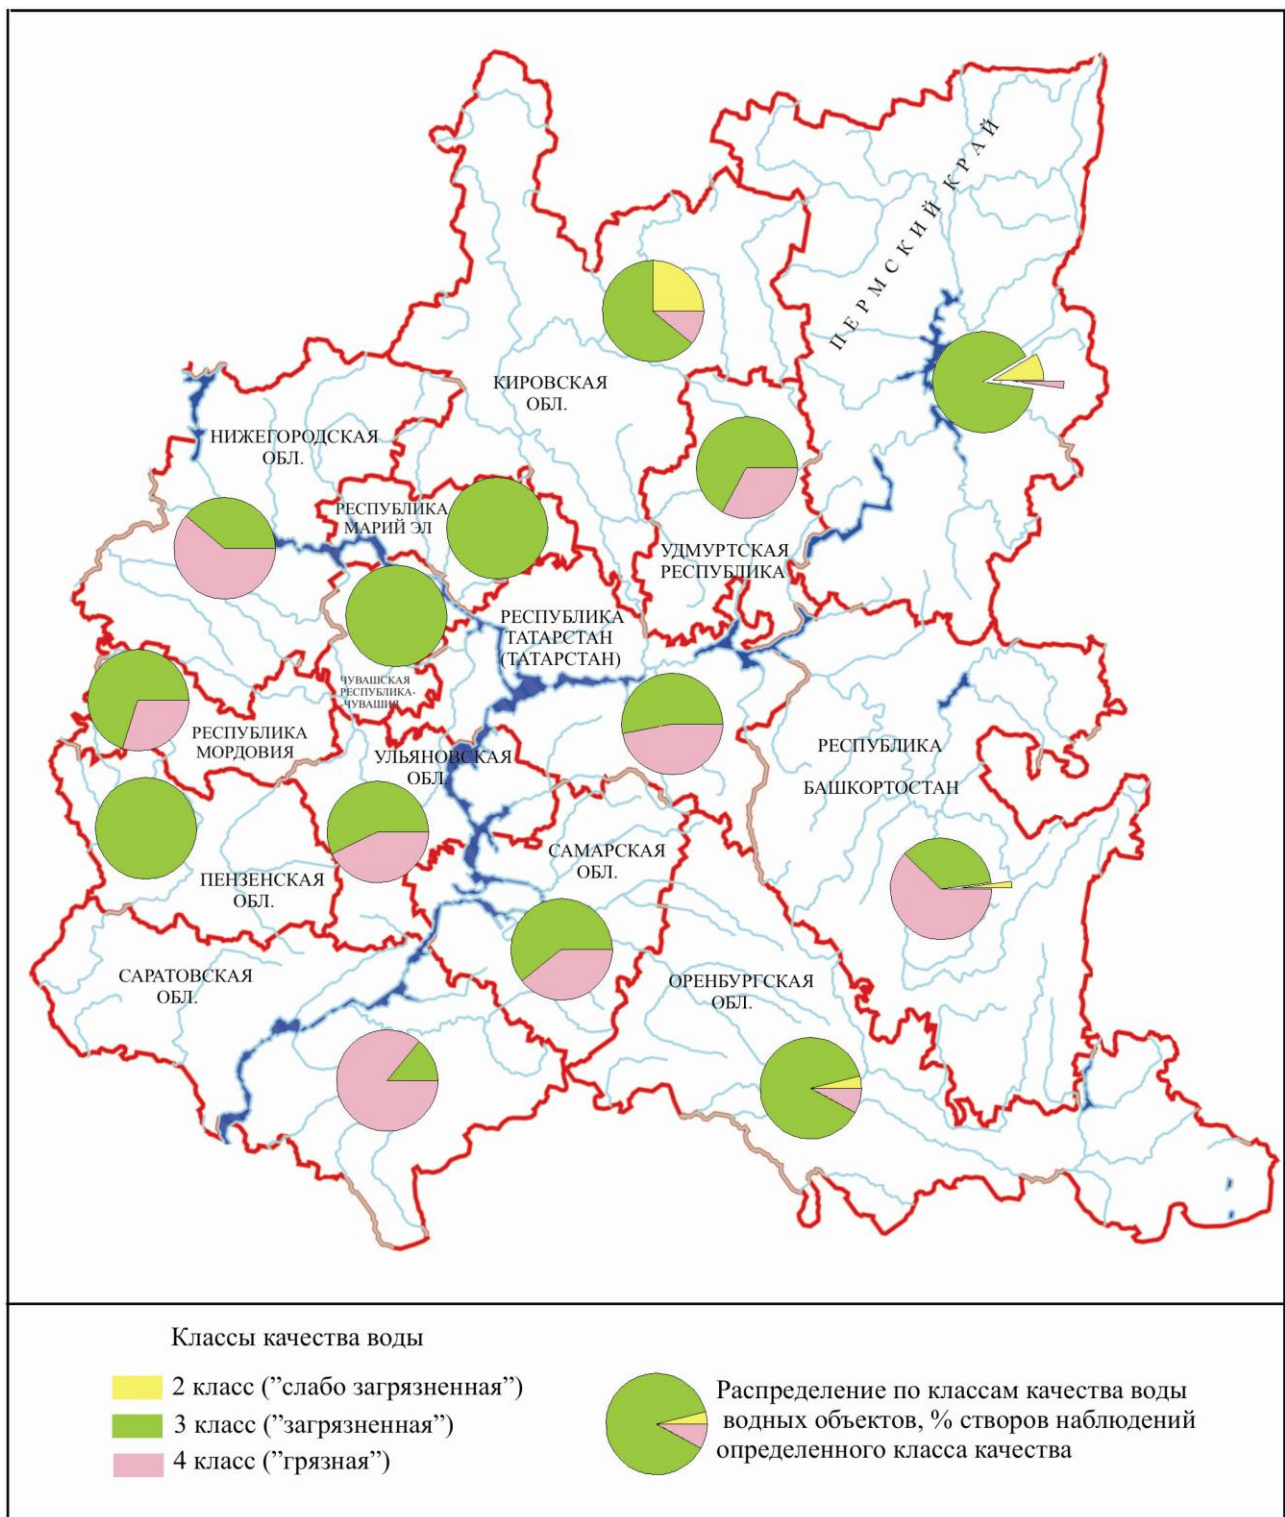 ПЕРМСКИЙ КРАЙ
КИРОВСКАЯ
ОБЛ.
НИЖЕГОРОДСКАЯ
ОБЛ.
РЕСПУБЛИКА
МАРИЙ ЭЛ
УДМУРТСКАЯ
РЕСПУБЛИКА
РЕСПУБЛИКА
ТАТАРСТАН
(ТАТАРСТАН)
ЧУВАШСКАЯ
РЕСПУБЛИКА-
-ЧУВАШИЯ
РЕСПУБЛИКА
МОРДОВИЯ
УЛЬЯНОВСКАЯ
ОБЛ.
РЕСПУБЛИКА
БАШКОРТОСТАН
САМАРСКАЯ
ОБЛ.
ПЕНЗЕНСКАЯ
ОБЛ.
САРАТОВСКАЯ
ОБЛ.
ОРЕНБУРГСКАЯ
ОБЛ.
Классы качества воды
2 класс (”слабо загрязненная”)
3 класс (”загрязненная”)
4 класс (”грязная”)
Распределение по классам качества воды
водных объектов, % створов наблюдений
определенного класса качества